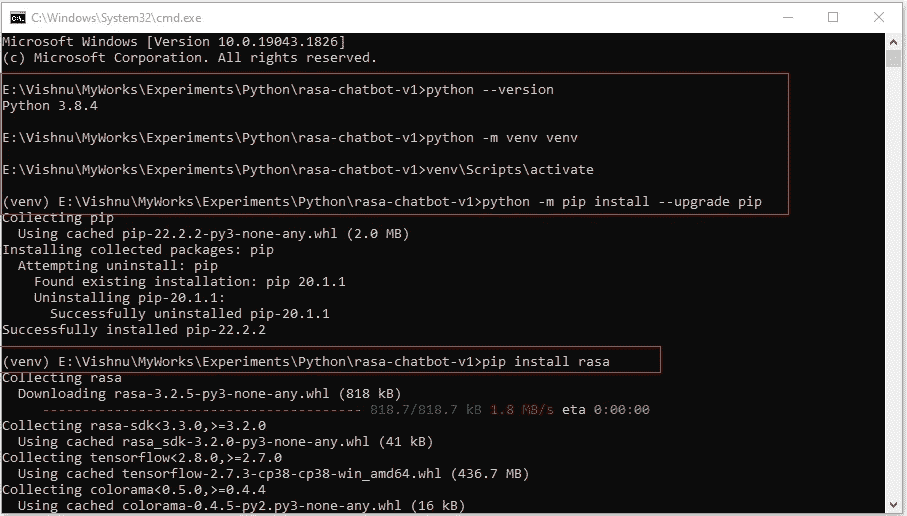 C:\Windows\System32\cmd.exe
Microsoft Windows [Version 10.0.19043.1826]
(c) Microsoft Corporation. All rights reserved.
E:\Vishnu\MyWorks\Experiments\Python\rasa-chatbot-v1>python --version
Python 3.8.4
E:\Vishnu\MyWorks\Experiments\Python\rasa-chatbot-v1>python -m venv venv
E:\Vishnu\MyWorks\Experiments\Python\rasa-chatbot-v1>venv\Scripts\activate
(venv) E:\Vishnu\MyWorks\Experiments\Python\rasa-chatbot-v1>python -m pip install --upgrade pip
Collecting pip
  Using cached pip-22.2.2-py3-none-any.whl (2.0 MB)
Installing collected packages: pip
  Attempting uninstall: pip
    Found existing installation: pip 20.1.1
    Uninstalling pip-20.1.1:
      Successfully uninstalled pip-20.1.1
Successfully installed pip-22.2.2
(venv) E:\Vishnu\MyWorks\Experiments\Python\rasa-chatbot-v1>pip install rasa
Collecting rasa
  Downloading rasa-3.2.5-py3-none-any.whl (818 kB)
     ---------------------------------------- 818.7/818.7 kB 1.8 MB/s eta 0:00:00
Collecting rasa-sdk<3.3.0,>=3.2.0
  Using cached rasa_sdk-3.2.0-py3-none-any.whl (41 kB)
Collecting tensorflow<2.8.0,>=2.7.0
  Using cached tensorflow-2.7.3-cp38-cp38-win_amd64.whl (436.7 MB)
Collecting colorama<0.5.0,>=0.4.4
  Using cached colorama-0.4.5-py2.py3-none-any.whl (16 kB)